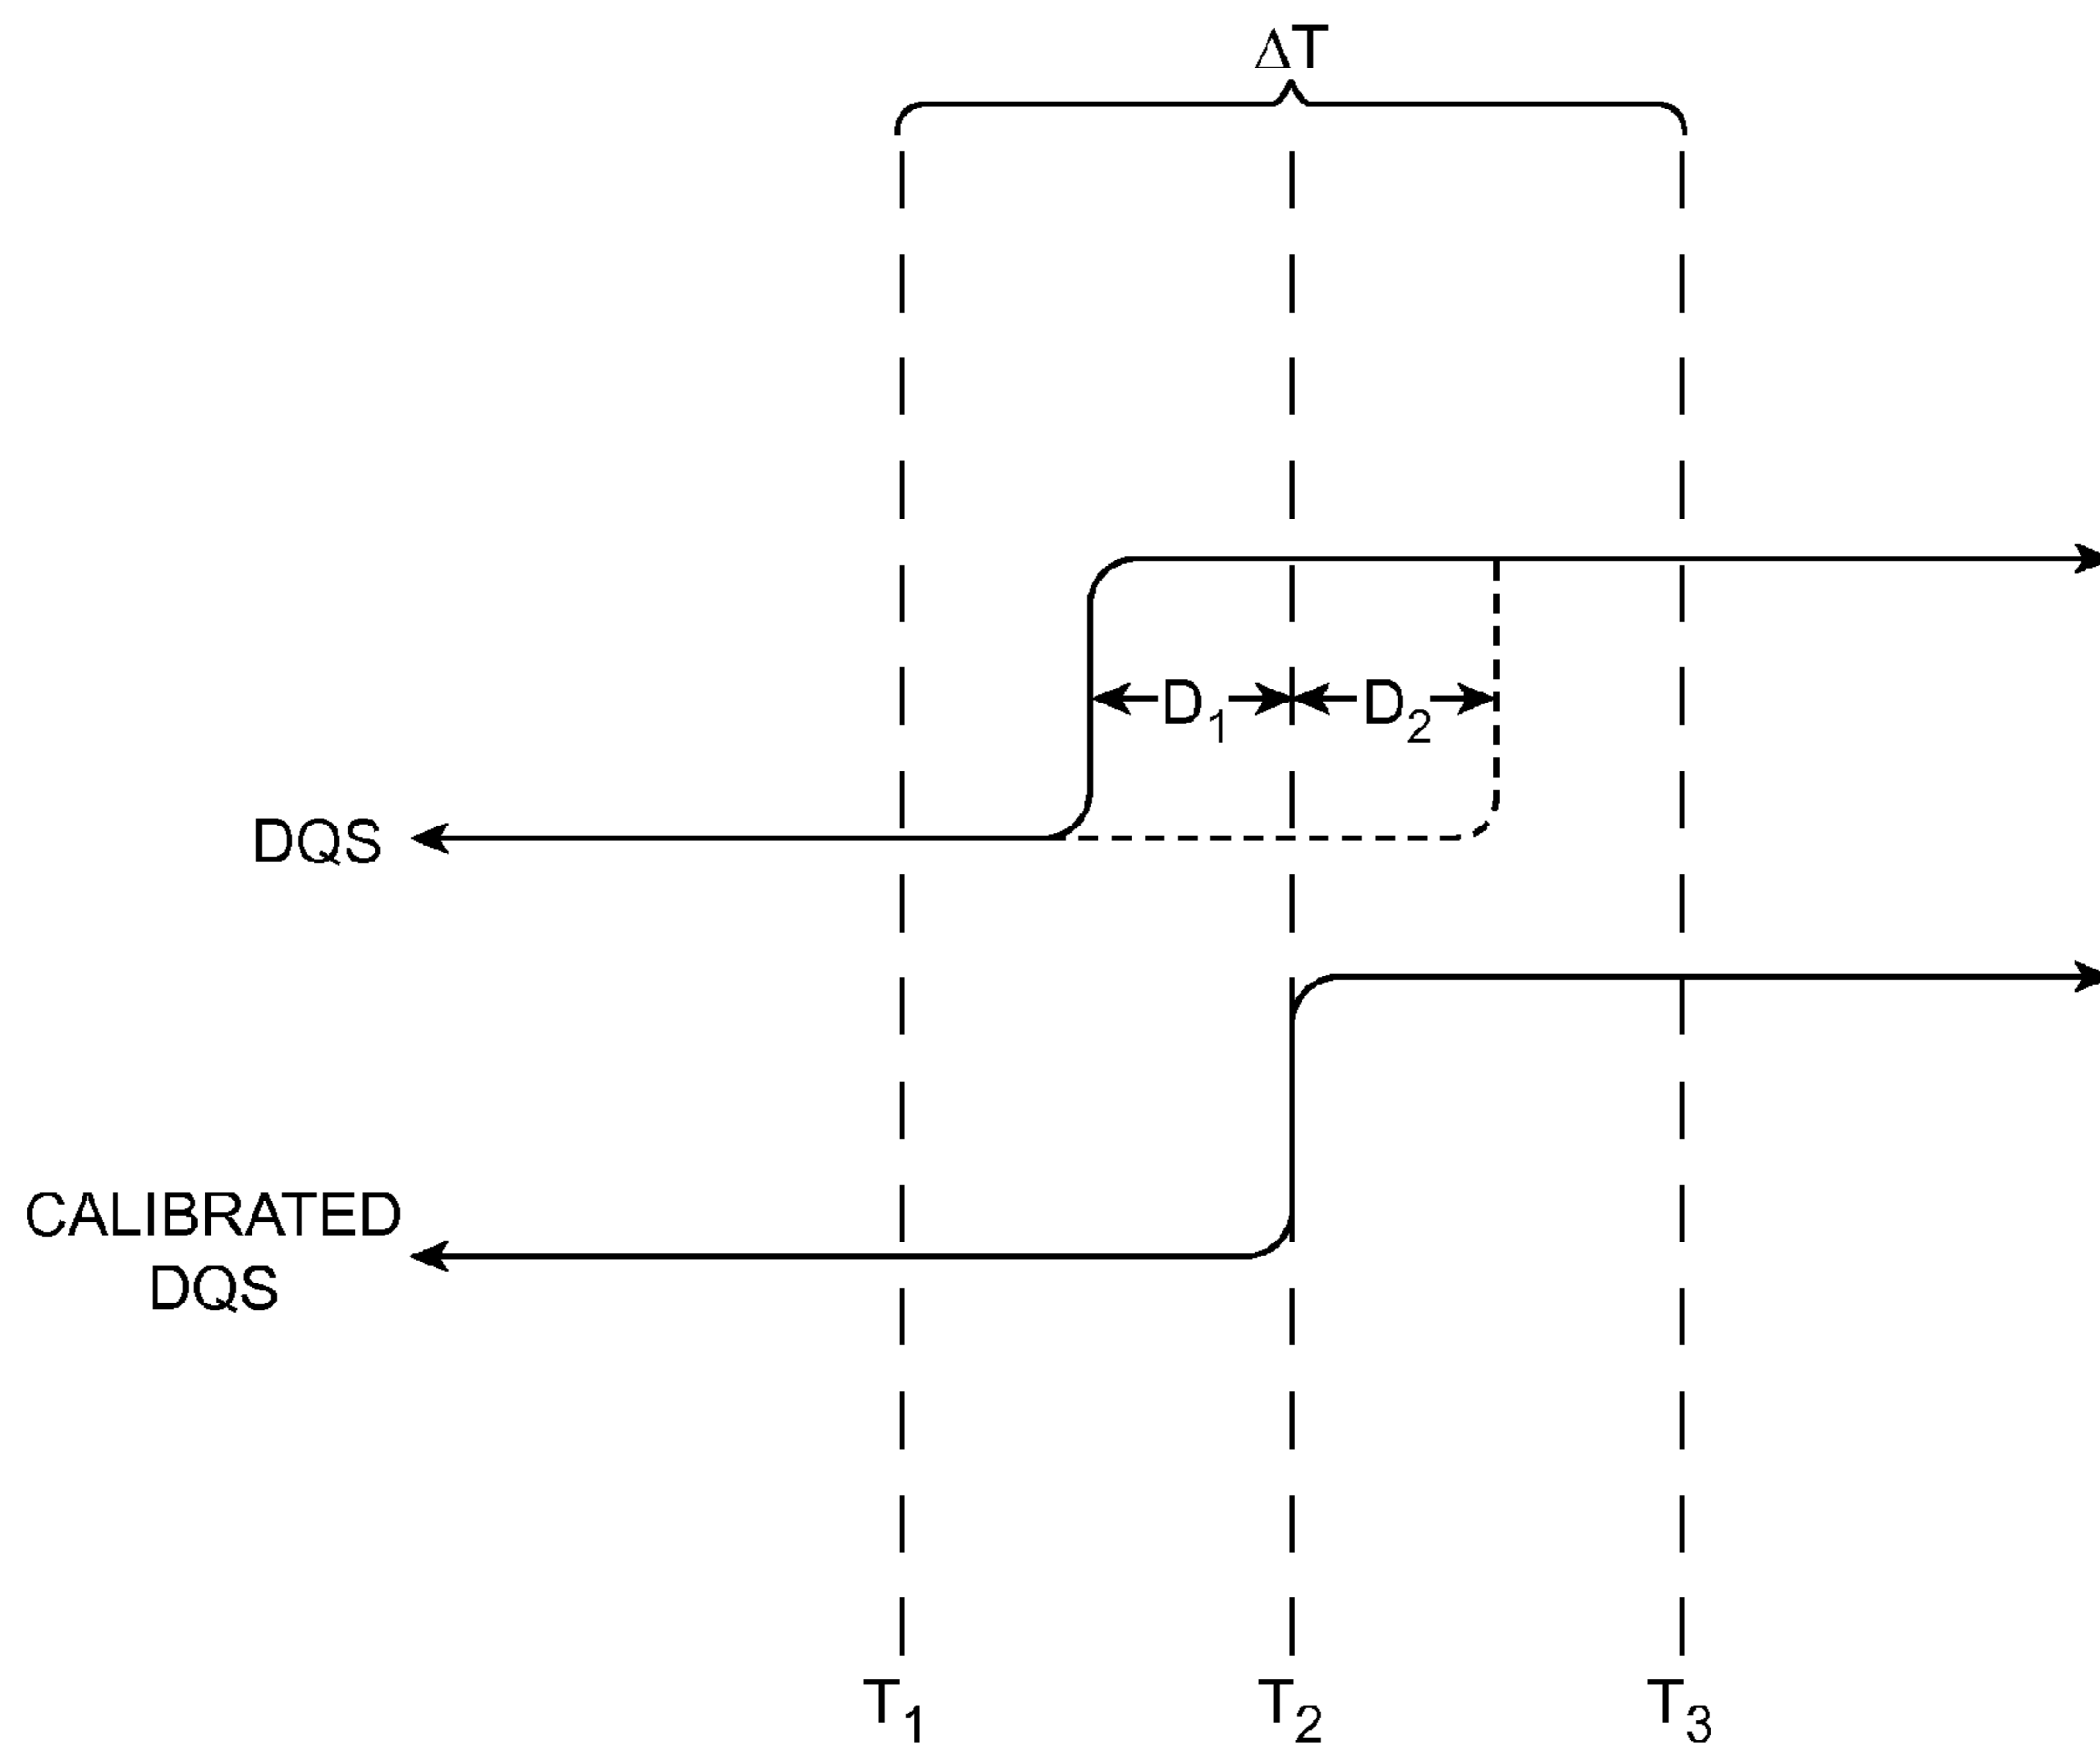 ΔT
D1
D2
DQS
CALIBRATED
DQS
T1
T2
T3